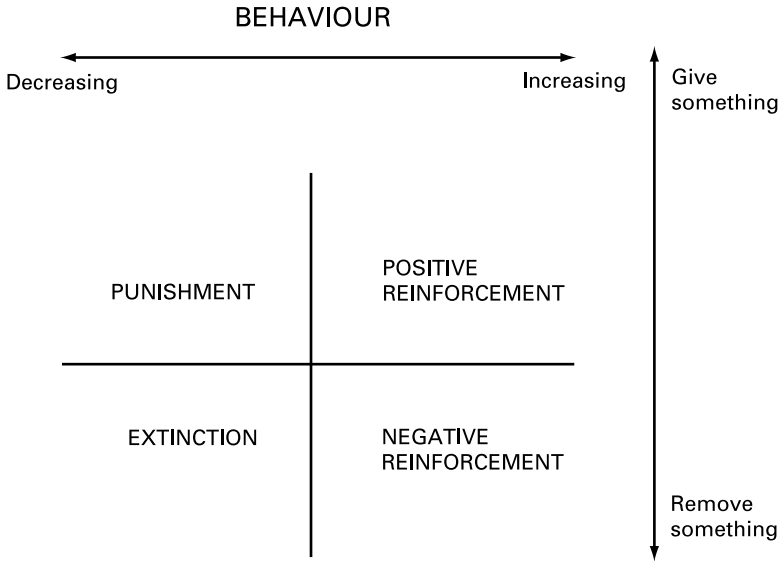 BEHAVIOUR
Decreasing
Increasing
Give
something
PUNISHMENT
POSITIVE
REINFORCEMENT
EXTINCTION
NEGATIVE
REINFORCEMENT
Remove
something